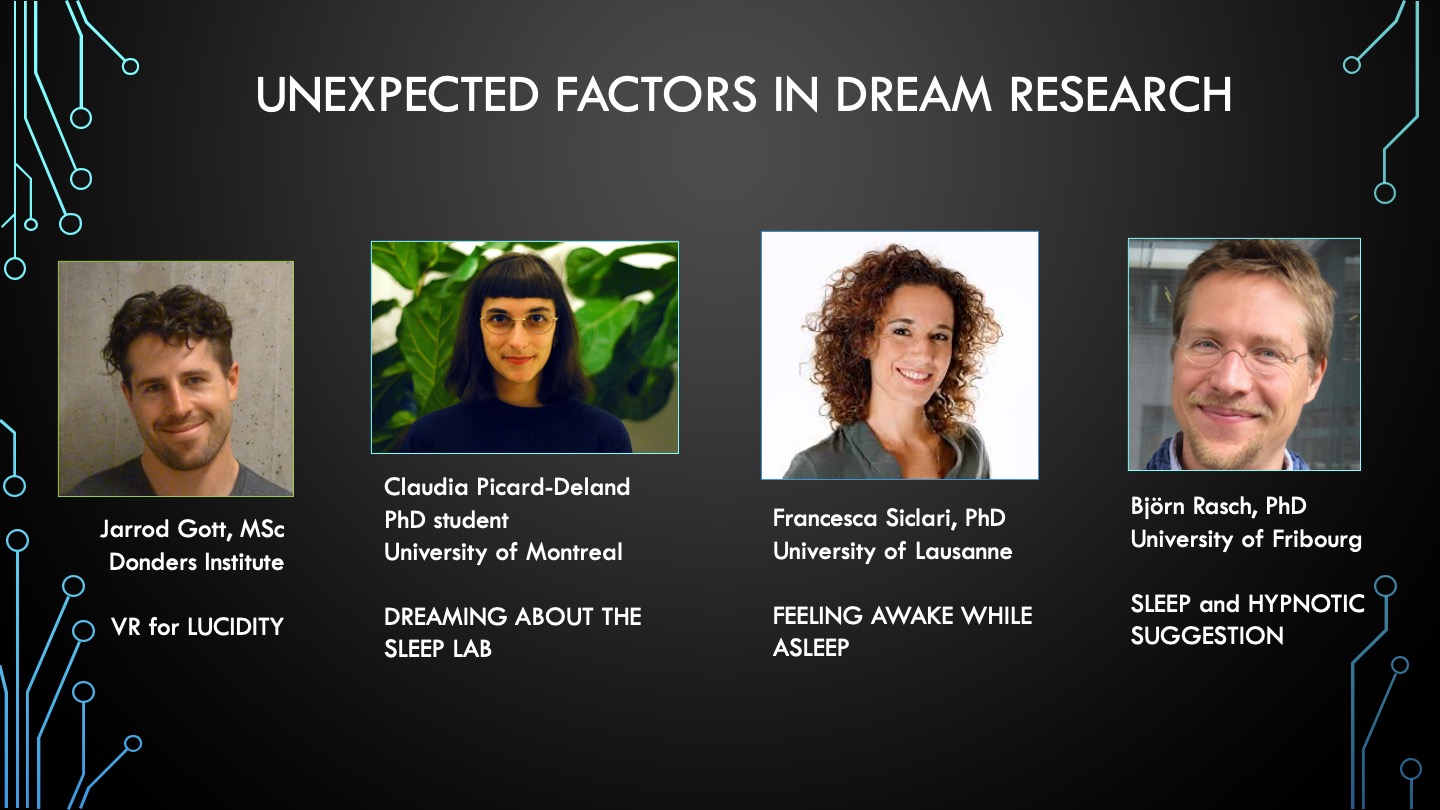 UNEXPECTED FACTORS IN DREAM RESEARCH
Jarrod Gott, MSc
Donders Institute
VR for LUCIDITY
Claudia Picard-Deland
PhD student
University of Montreal
DREAMING ABOUT THE
SLEEP LAB
Francesca Siclari, PhD
University of Lausanne
FEELING AWAKE WHILE
ASLEEP
Björn Rasch, PhD
University of Fribourg
SLEEP and HYPNOTIC
SUGGESTION